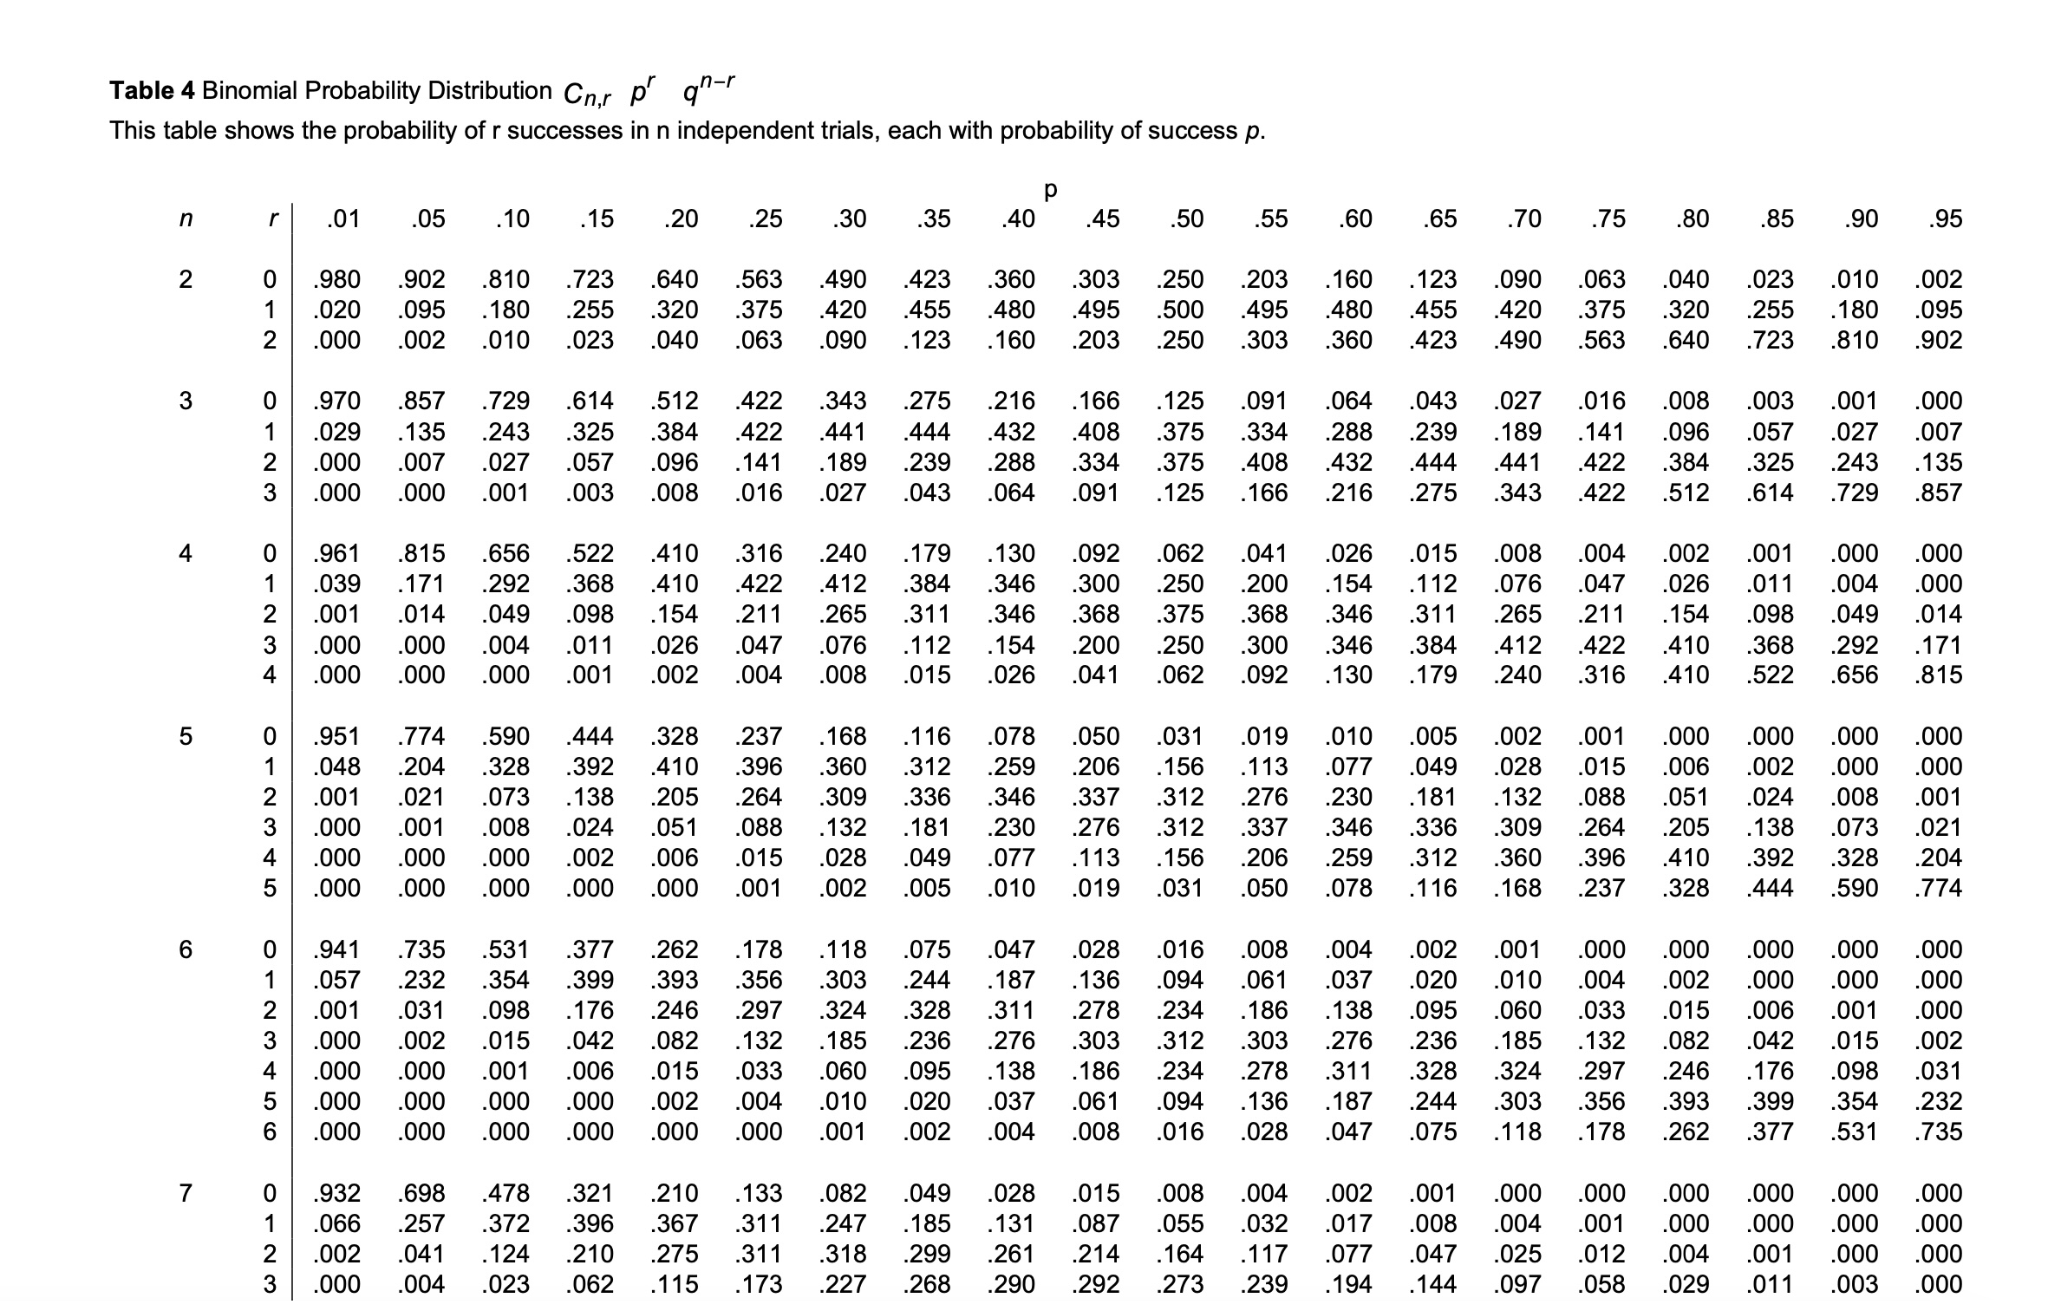 Table 4 Binomial Probability Distribution Cn,r pʳ qⁿ⁻ʳ
This table shows the probability of r successes in n independent trials, each with probability of success p.
p
n r .01 .05 .10 .15 .20 .25 .30 .35 .40 .45 .50 .55 .60 .65 .70 .75 .80 .85 .90 .95
2 0 .980 .902 .810 .723 .640 .563 .490 .423 .360 .303 .250 .203 .160 .123 .090 .063 .040 .023 .010 .002
1 .020 .095 .180 .255 .320 .375 .420 .455 .480 .495 .500 .495 .480 .455 .420 .375 .320 .255 .180 .095
2 .000 .002 .010 .023 .040 .063 .090 .123 .160 .203 .250 .303 .360 .423 .490 .563 .640 .723 .810 .902
3 0 .970 .857 .729 .614 .512 .422 .343 .275 .216 .166 .125 .091 .064 .043 .027 .016 .008 .003 .001 .000
1 .029 .135 .243 .325 .384 .422 .441 .444 .432 .408 .375 .334 .288 .239 .189 .141 .096 .057 .027 .007
2 .000 .007 .027 .057 .096 .141 .189 .239 .288 .334 .375 .408 .432 .444 .441 .422 .384 .325 .243 .135
3 .000 .000 .001 .003 .008 .016 .027 .043 .064 .091 .125 .166 .216 .275 .343 .422 .512 .614 .729 .857
4 0 .961 .815 .656 .522 .410 .316 .240 .179 .130 .092 .062 .041 .026 .015 .008 .004 .002 .001 .000 .000
1 .039 .171 .292 .368 .410 .422 .412 .384 .346 .300 .250 .200 .154 .112 .076 .047 .026 .011 .004 .000
2 .001 .014 .049 .098 .154 .211 .265 .311 .346 .368 .375 .368 .346 .311 .265 .211 .154 .098 .049 .014
3 .000 .000 .004 .011 .026 .047 .076 .112 .154 .200 .250 .300 .346 .384 .412 .422 .410 .368 .292 .171
4 .000 .000 .000 .001 .002 .004 .008 .015 .026 .041 .062 .092 .130 .179 .240 .316 .410 .522 .656 .815
5 0 .951 .774 .590 .444 .328 .237 .168 .116 .078 .050 .031 .019 .010 .005 .002 .001 .000 .000 .000 .000
1 .048 .204 .328 .392 .410 .396 .360 .312 .259 .206 .156 .113 .077 .049 .028 .015 .006 .002 .000 .000
2 .001 .021 .073 .138 .205 .264 .309 .336 .346 .337 .312 .276 .230 .181 .132 .088 .051 .024 .008 .001
3 .000 .001 .008 .024 .051 .088 .132 .181 .230 .276 .312 .337 .346 .336 .309 .264 .205 .138 .073 .021
4 .000 .000 .000 .002 .006 .015 .028 .049 .077 .113 .156 .206 .259 .312 .360 .396 .410 .392 .328 .204
5 .000 .000 .000 .000 .000 .001 .002 .005 .010 .019 .031 .050 .078 .116 .168 .237 .328 .444 .590 .774
6 0 .941 .735 .531 .377 .262 .178 .118 .075 .047 .028 .016 .008 .004 .002 .001 .000 .000 .000 .000 .000
1 .057 .232 .354 .399 .393 .356 .303 .244 .187 .136 .094 .061 .037 .020 .010 .004 .002 .000 .000 .000
2 .001 .031 .098 .176 .246 .297 .324 .328 .311 .278 .234 .186 .138 .095 .060 .033 .015 .006 .001 .000
3 .000 .002 .015 .042 .082 .132 .185 .236 .276 .303 .312 .303 .276 .236 .185 .132 .082 .042 .015 .002
4 .000 .000 .001 .006 .015 .033 .060 .095 .138 .186 .234 .278 .311 .328 .324 .297 .246 .176 .098 .031
5 .000 .000 .000 .000 .002 .004 .010 .020 .037 .061 .094 .136 .187 .244 .303 .356 .393 .399 .354 .232
6 .000 .000 .000 .000 .000 .000 .001 .002 .004 .008 .016 .028 .047 .075 .118 .178 .262 .377 .531 .735
7 0 .932 .698 .478 .321 .210 .133 .082 .049 .028 .015 .008 .004 .002 .001 .000 .000 .000 .000 .000 .000
1 .066 .257 .372 .396 .367 .311 .247 .185 .131 .087 .055 .032 .017 .008 .004 .001 .000 .000 .000 .000
2 .002 .041 .124 .210 .275 .311 .318 .299 .261 .214 .164 .117 .077 .047 .025 .012 .004 .001 .000 .000
3 .000 .004 .023 .062 .115 .173 .227 .268 .290 .292 .273 .239 .194 .144 .097 .058 .029 .011 .003 .000